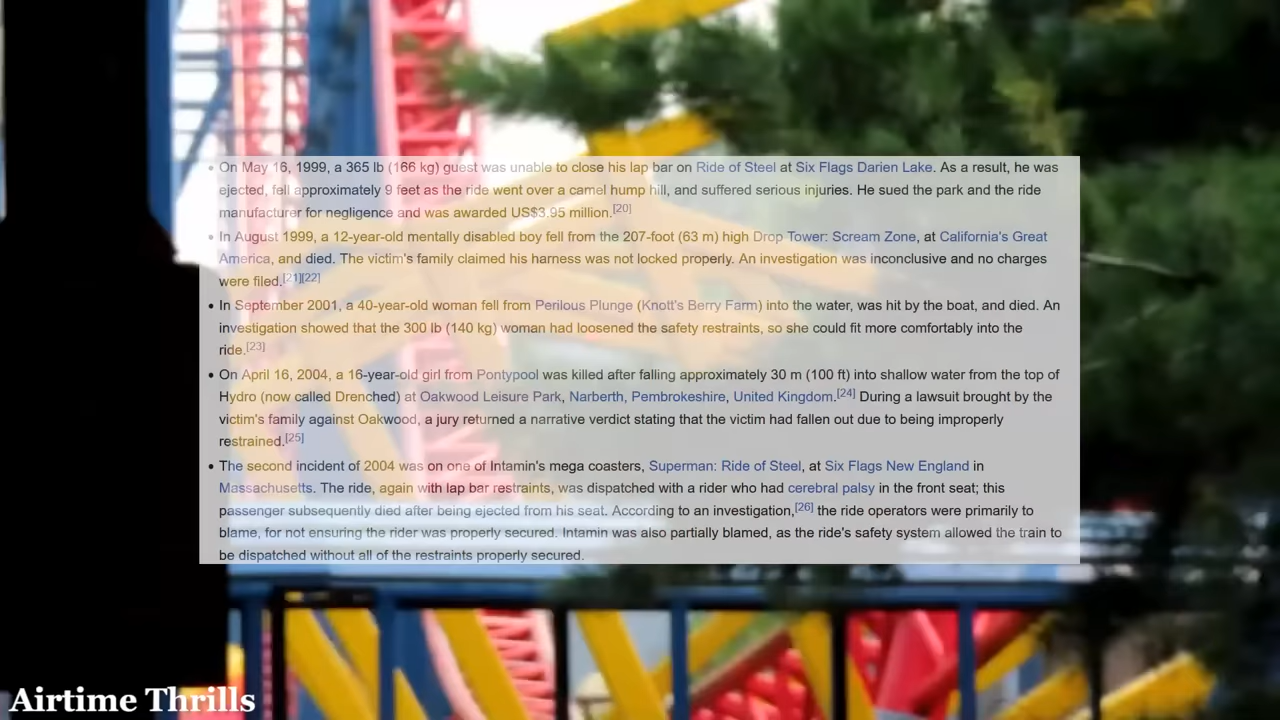 • On May 16, 1999, a 365 lb (166 kg) guest was unable to close his lap bar on Ride of Steel at Six Flags Darien Lake. As a result, he was
ejected, fell approximately 9 feet as the ride went over a camel hump hill, and suffered serious injuries. He sued the park and the ride
manufacturer for negligence and was awarded US$3.95 million.[20]
• In August 1999, a 12-year-old mentally disabled boy fell from the 207-foot (63 m) high Drop Tower: Scream Zone, at California's Great
America, and died. The victim's family claimed his harness was not locked properly. An investigation was inconclusive and no charges
were filed.[21][22]
• In September 2001, a 40-year-old woman fell from Perilous Plunge (Knott's Berry Farm) into the water, was hit by the boat, and died. An
investigation showed that the 300 lb (140 kg) woman had loosened the safety restraints, so she could fit more comfortably into the
ride.[23]
• On April 16, 2004, a 16-year-old girl from Pontypool was killed after falling approximately 30 m (100 ft) into shallow water from the top of
Hydro (now called Drenched) at Oakwood Leisure Park, Narberth, Pembrokeshire, United Kingdom.[24] During a lawsuit brought by the
victim's family against Oakwood, a jury returned a narrative verdict stating that the victim had fallen out due to being improperly
restrained.[25]
• The second incident of 2004 was on one of Intamin's mega coasters, Superman: Ride of Steel, at Six Flags New England in
Massachusetts. The ride, again with lap bar restraints, was dispatched with a rider who had cerebral palsy in the front seat; this
passenger subsequently died after being ejected from his seat. According to an investigation,[26] the ride operators were primarily to
blame, for not ensuring the rider was properly secured. Intamin was also partially blamed, as the ride's safety system allowed the train to
be dispatched without all of the restraints properly secured.
Airtime Thrills